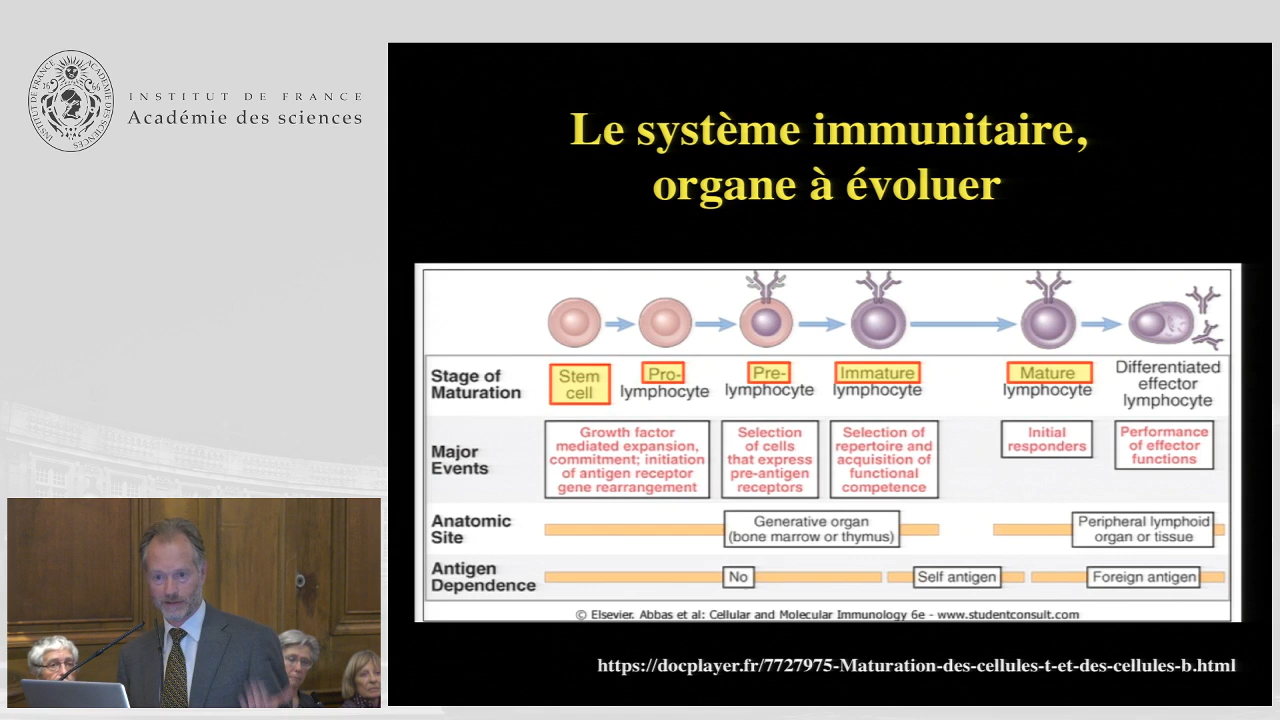 INSTITUT DE FRANCE
Académie des sciences
Le système immunitaire,
organe à évoluer
Stage of
Maturation
Stem
cell
Pro-
lymphocyte
Pre-
lymphocyte
Immature
lymphocyte
Mature
lymphocyte
Differentiated
effector
lymphocyte
Major
Events
Growth factor
mediated expansion,
commitment; initiation
of antigen receptor
gene rearrangement
Selection
of cells
that express
pre-antigen
receptors
Selection of
repertoire and
acquisition of
functional
competence
Initial
responders
Performance
of effector
functions
Anatomic
Site
Generative organ
(bone marrow or thymus)
Peripheral lymphoid
organ or tissue
Antigen
Dependence
No
Self antigen
Foreign antigen
© Elsevier. Abbas et al: Cellular and Molecular Immunology 6e - www.studentconsult.com
https://docplayer.fr/7727975-Maturation-des-cellules-t-et-des-cellules-b.html